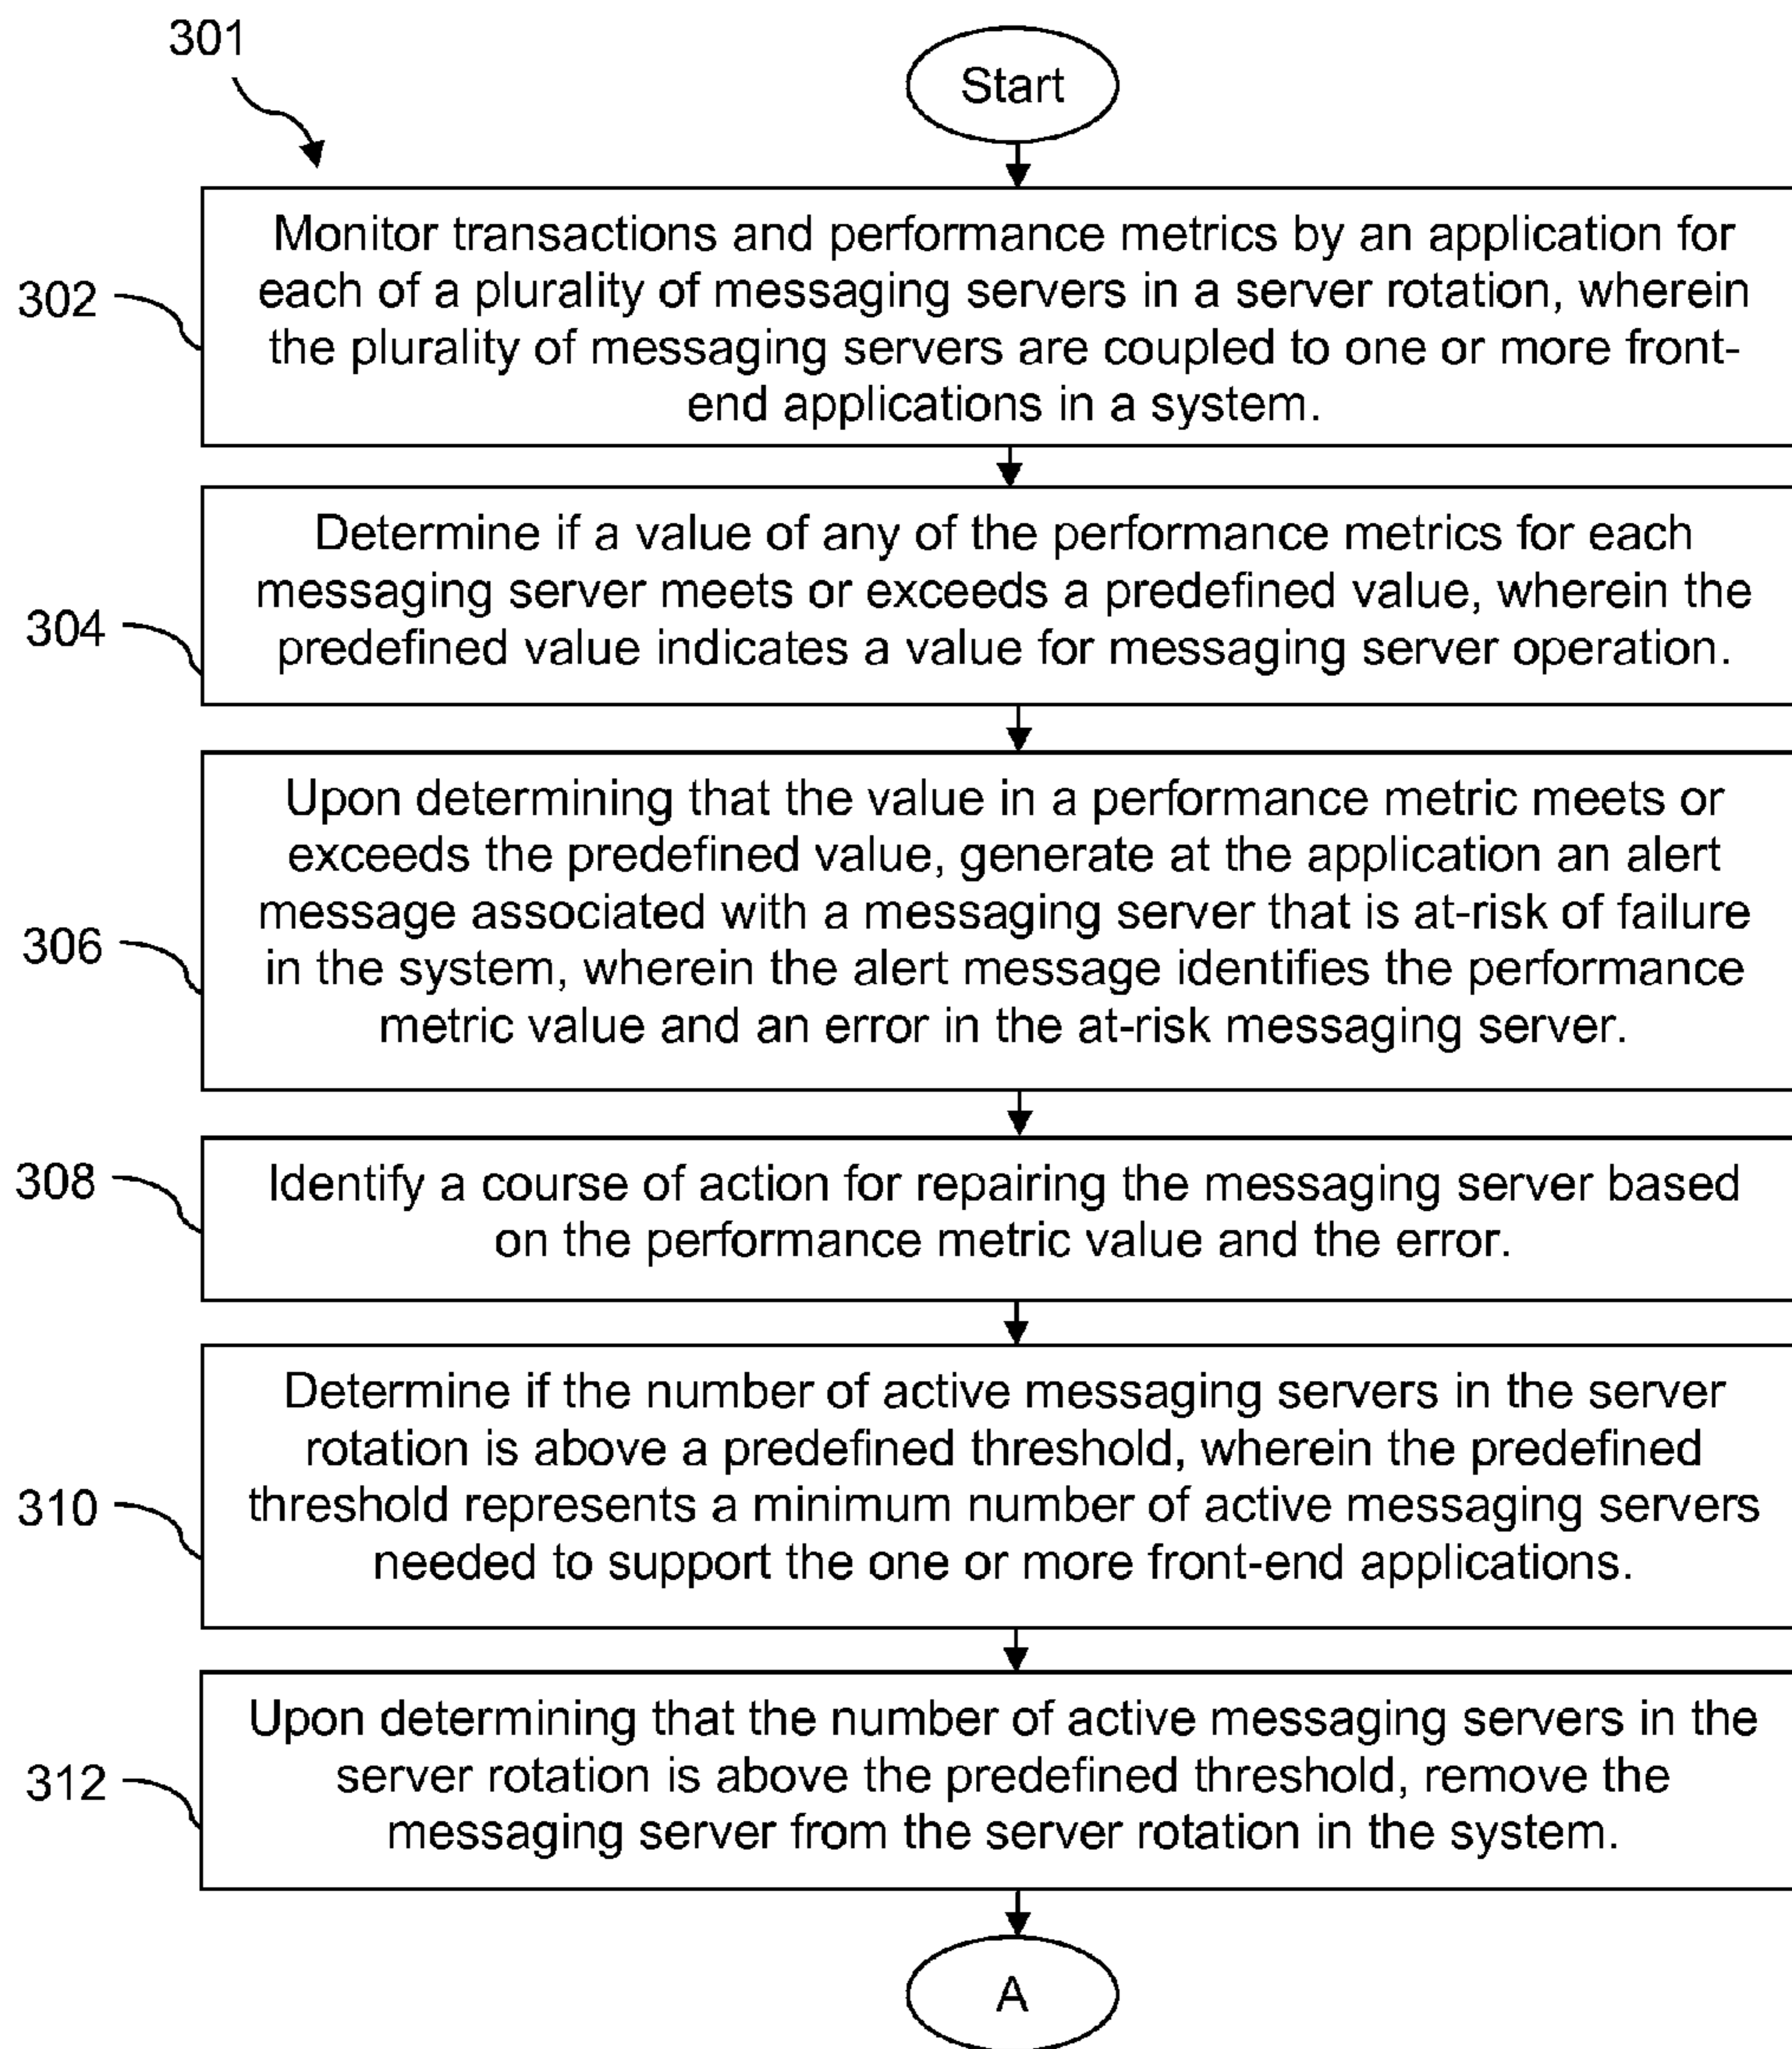 301
Start
302
Monitor transactions and performance metrics by an application for
each of a plurality of messaging servers in a server rotation, wherein
the plurality of messaging servers are coupled to one or more front-
end applications in a system.
304
Determine if a value of any of the performance metrics for each
messaging server meets or exceeds a predefined value, wherein the
predefined value indicates a value for messaging server operation.
306
Upon determining that the value in a performance metric meets or
exceeds the predefined value, generate at the application an alert
message associated with a messaging server that is at-risk of failure
in the system, wherein the alert message identifies the performance
metric value and an error in the at-risk messaging server.
308
Identify a course of action for repairing the messaging server based
on the performance metric value and the error.
310
Determine if the number of active messaging servers in the server
rotation is above a predefined threshold, wherein the predefined
threshold represents a minimum number of active messaging servers
needed to support the one or more front-end applications.
312
Upon determining that the number of active messaging servers in the
server rotation is above the predefined threshold, remove the
messaging server from the server rotation in the system.
A